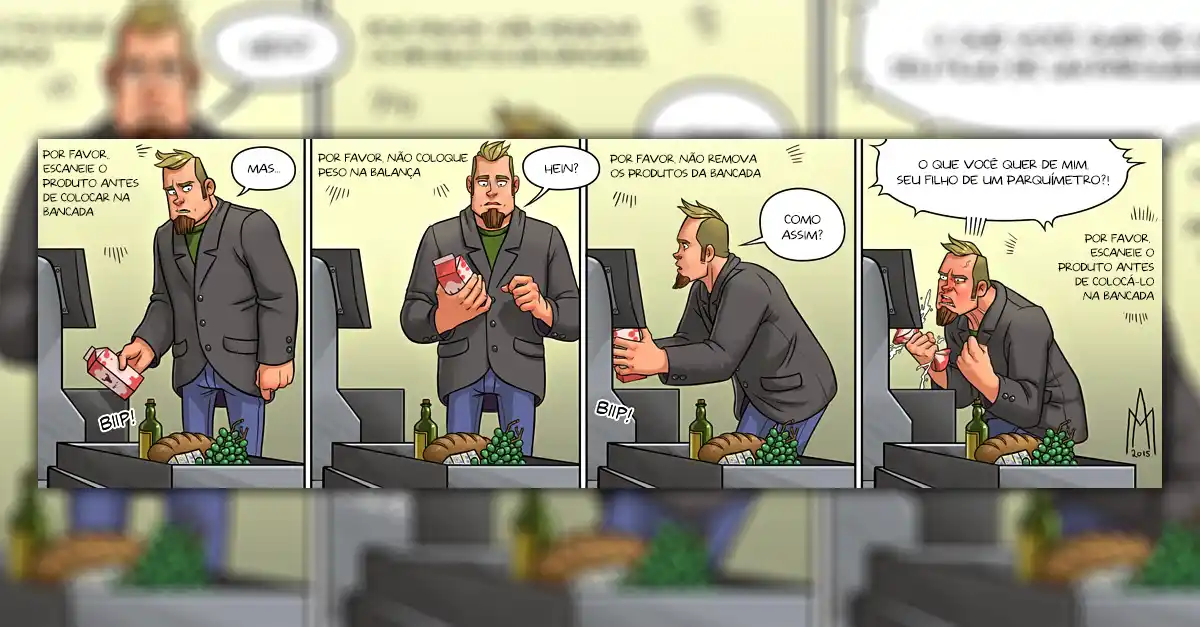 POR FAVOR,
ESCANEIE O
PRODUTO ANTES
DE COLOCAR NA
BANCADA
MAS...
BIIP!
POR FAVOR, NÃO COLOQUE
PESO NA BALANÇA
HEIN?
POR FAVOR, NÃO REMOVA
OS PRODUTOS DA BANCADA
COMO
ASSIM?
BIIP!
O QUE VOCÊ QUER DE MIM,
SEU FILHO DE UM PARQUÍMETRO?!
POR FAVOR,
ESCANEIE O
PRODUTO ANTES
DE COLOCÁ-LO
NA BANCADA
2015